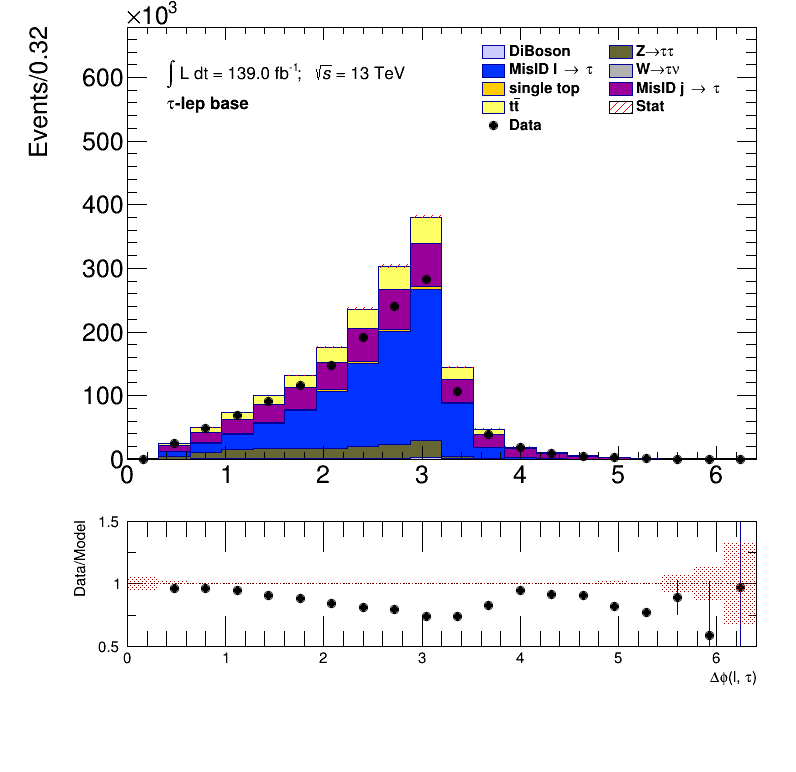 ×10³
Events/0.32
∫ L dt = 139.0 fb⁻¹; √s = 13 TeV
τ-lep base
DiBoson
MisID l → τ
single top
tt̄
Data
Z→ττ
W→τν
MisID j → τ
Stat
600
500
400
300
200
100
0
0 1 2 3 4 5 6
Data/Model
1.5
1
0.5
0 1 2 3 4 5 6
Δϕ(l, τ)